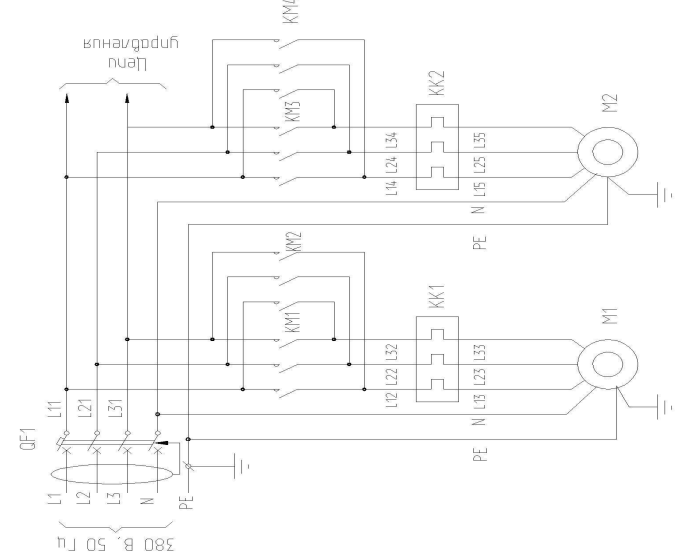 380 В, 50 Гц
L1
L2
L3
N
PE
QF1
L11
L21
L31
Цепи
управления
KM1
KM2
L12
L22
L32
KK1
L13
L23
L33
N
PE
M1
KM3
KM4
L14
L24
L34
KK2
L15
L25
L35
N
PE
M2